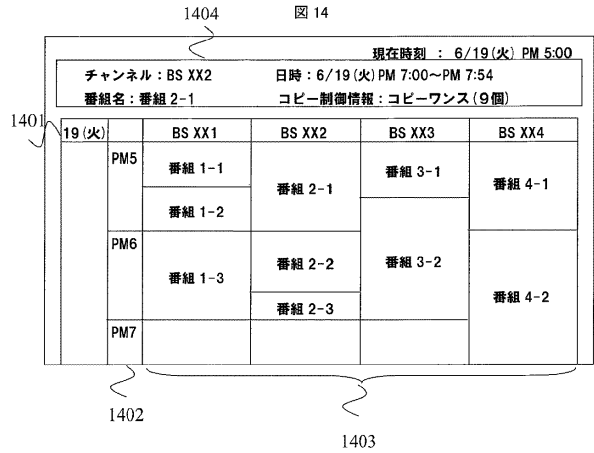 1404
図 14
現在時刻 : 6/19(火) PM 5:00
チャンネル:BS XX2 日時:6/19(火)PM 7:00~PM 7:54
番組名:番組 2-1 コピー制御情報:コピーワンス(9個)
1401
19(火) BS XX1 BS XX2 BS XX3 BS XX4
PM5
番組 1-1
番組 1-2
番組 2-1
番組 3-1
番組 4-1
PM6
番組 1-3
番組 2-2
番組 2-3
番組 3-2
番組 4-2
PM7
1402
1403